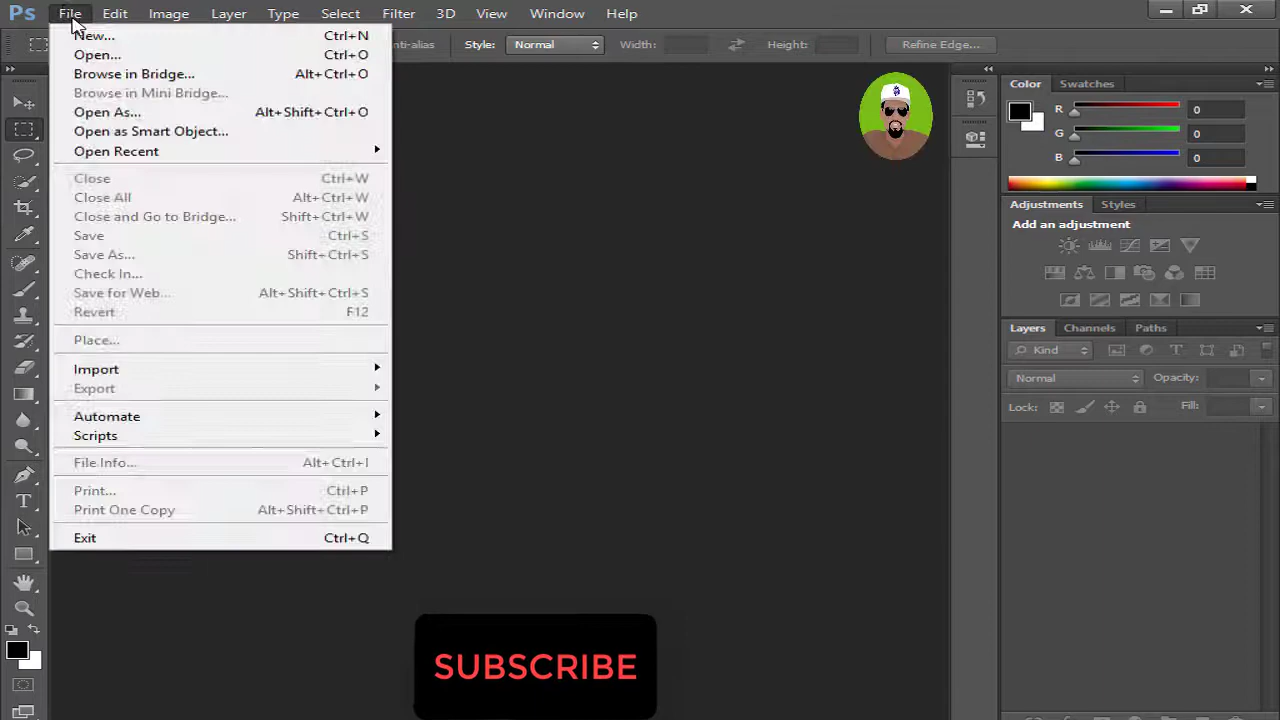 Ps File Edit Image Layer Type Select Filter 3D View Window Help
nti-alias Style: Normal Width: Height: Refine Edge...
New... Ctrl+N
Open... Ctrl+O
Browse in Bridge... Alt+Ctrl+O
Browse in Mini Bridge...
Open As... Alt+Shift+Ctrl+O
Open as Smart Object...
Open Recent
Close Ctrl+W
Close All Alt+Ctrl+W
Close and Go to Bridge... Shift+Ctrl+W
Save Ctrl+S
Save As... Shift+Ctrl+S
Check In...
Save for Web... Alt+Shift+Ctrl+S
Revert F12
Place...
Import
Export
Automate
Scripts
File Info... Alt+Ctrl+I
Print... Ctrl+P
Print One Copy Alt+Shift+Ctrl+P
Exit Ctrl+Q
Color Swatches
R 0
G 0
B 0
Adjustments Styles
Add an adjustment
Layers Channels Paths
Kind
Normal Opacity:
Lock: Fill:
SUBSCRIBE